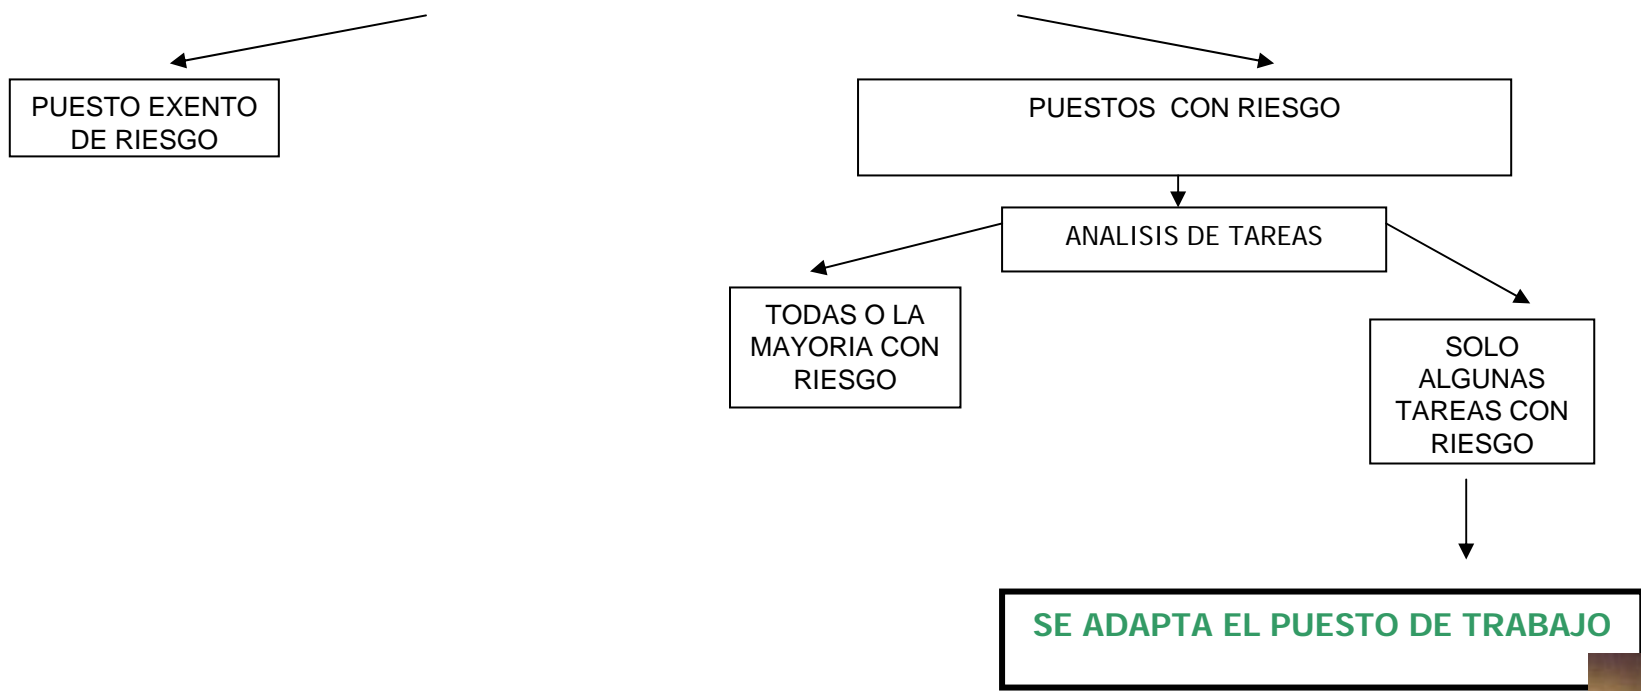 PUESTO EXENTO
DE RIESGO
PUESTOS CON RIESGO
ANALISIS DE TAREAS
TODAS O LA
MAYORIA CON
RIESGO
SOLO
ALGUNAS
TAREAS CON
RIESGO
SE ADAPTA EL PUESTO DE TRABAJO